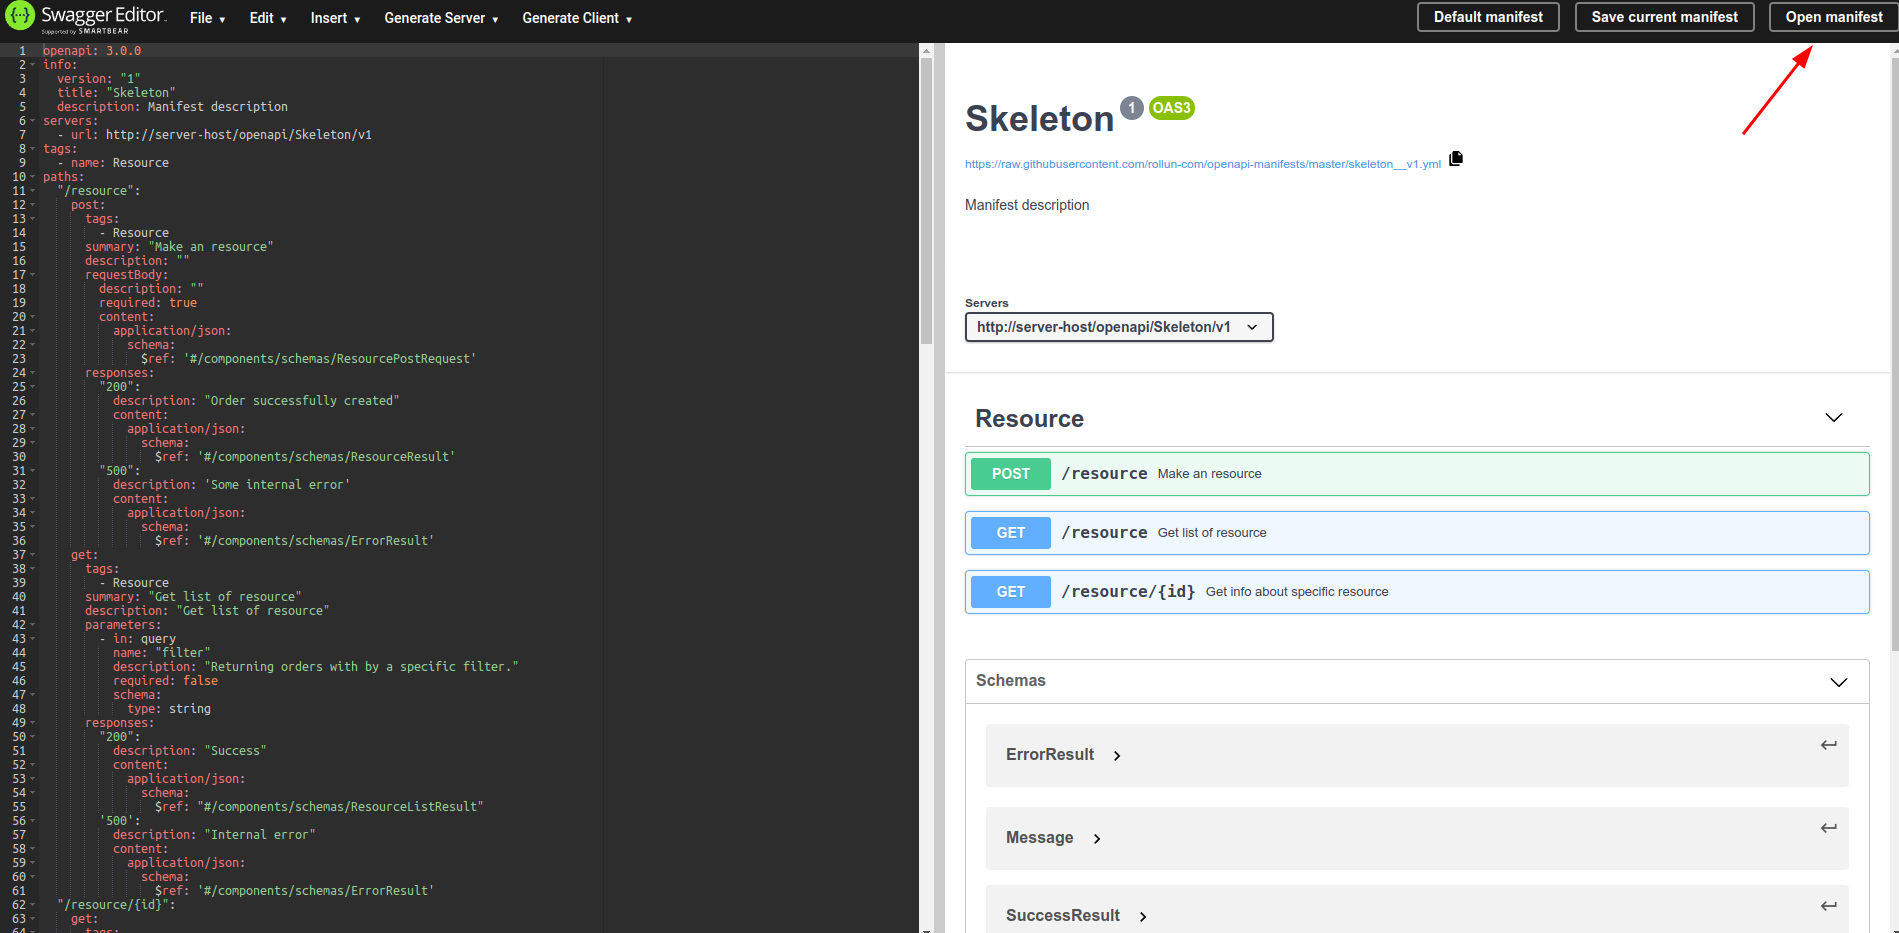 Swagger Editor
Supported by SMARTBEAR
File
Edit
Insert
Generate Server
Generate Client
Default manifest
Save current manifest
Open manifest
1 openapi: 3.0.0
2 info:
3 version: "1"
4 title: "Skeleton"
5 description: Manifest description
6 servers:
7 - url: http://server-host/openapi/Skeleton/v1
8 tags:
9 - name: Resource
10 paths:
11 "/resource":
12 post:
13 tags:
14 - Resource
15 summary: "Make an resource"
16 description: ""
17 requestBody:
18 description: ""
19 required: true
20 content:
21 application/json:
22 schema:
23 $ref: '#/components/schemas/ResourcePostRequest'
24 responses:
25 "200":
26 description: "Order successfully created"
27 content:
28 application/json:
29 schema:
30 $ref: '#/components/schemas/ResourceResult'
31 "500":
32 description: 'Some internal error'
33 content:
34 application/json:
35 schema:
36 $ref: '#/components/schemas/ErrorResult'
37 get:
38 tags:
39 - Resource
40 summary: "Get list of resource"
41 description: "Get list of resource"
42 parameters:
43 - in: query
44 name: "filter"
45 description: "Returning orders with by a specific filter."
46 required: false
47 schema:
48 type: string
49 responses:
50 "200":
51 description: "Success"
52 content:
53 application/json:
54 schema:
55 $ref: "#/components/schemas/ResourceListResult"
56 '500':
57 description: "Internal error"
58 content:
59 application/json:
60 schema:
61 $ref: '#/components/schemas/ErrorResult'
62 "/resource/{id}":
63 get:
64 tags:
Skeleton 1 OAS3
https://raw.githubusercontent.com/rollun-com/openapi-manifests/master/skeleton__v1.yml
Manifest description
Servers
http://server-host/openapi/Skeleton/v1
Resource
POST /resource Make an resource
GET /resource Get list of resource
GET /resource/{id} Get info about specific resource
Schemas
ErrorResult
Message
SuccessResult